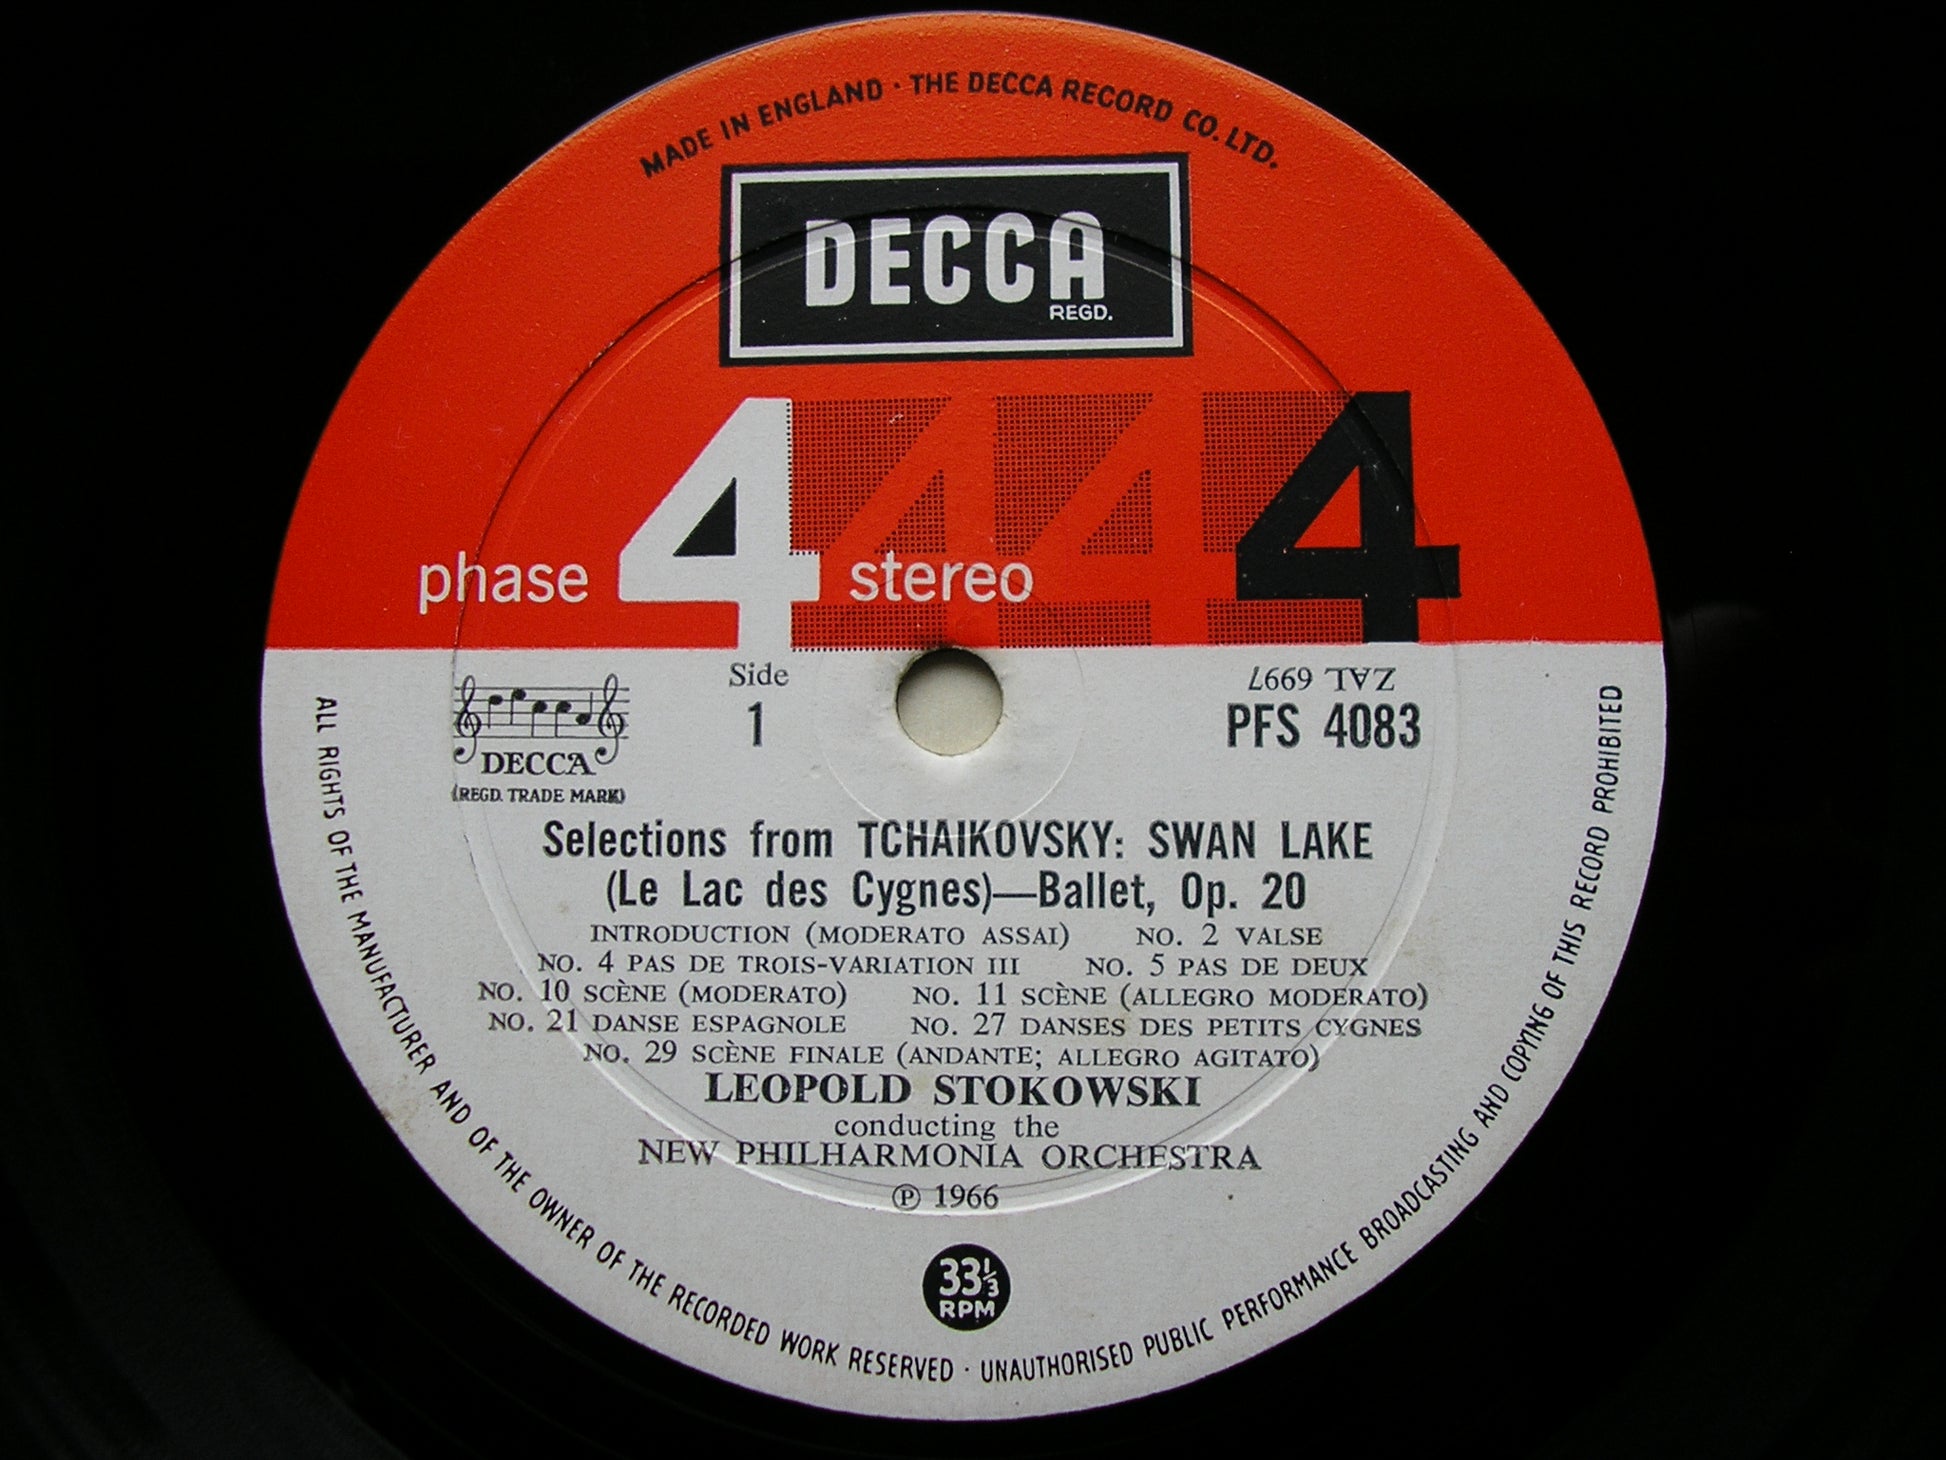 MADE IN ENGLAND · THE DECCA RECORD CO. LTD.
DECCA
REGD.
phase 4 stereo 4 4 4
Side
1
ZAL 6997
PFS 4083
DECCA
(REGD. TRADE MARK)
Selections from TCHAIKOVSKY: SWAN LAKE
(Le Lac des Cygnes)—Ballet, Op. 20
INTRODUCTION (MODERATO ASSAI) NO. 2 VALSE
NO. 4 PAS DE TROIS-VARIATION III NO. 5 PAS DE DEUX
NO. 10 SCÈNE (MODERATO) NO. 11 SCÈNE (ALLEGRO MODERATO)
NO. 21 DANSE ESPAGNOLE NO. 27 DANSES DES PETITS CYGNES
NO. 29 SCÈNE FINALE (ANDANTE; ALLEGRO AGITATO)
LEOPOLD STOKOWSKI
conducting the
NEW PHILHARMONIA ORCHESTRA
℗ 1966
33⅓
RPM
ALL RIGHTS OF THE MANUFACTURER AND OF THE OWNER OF THE RECORDED WORK RESERVED · UNAUTHORISED PUBLIC PERFORMANCE BROADCASTING AND COPYING OF THIS RECORD PROHIBITED